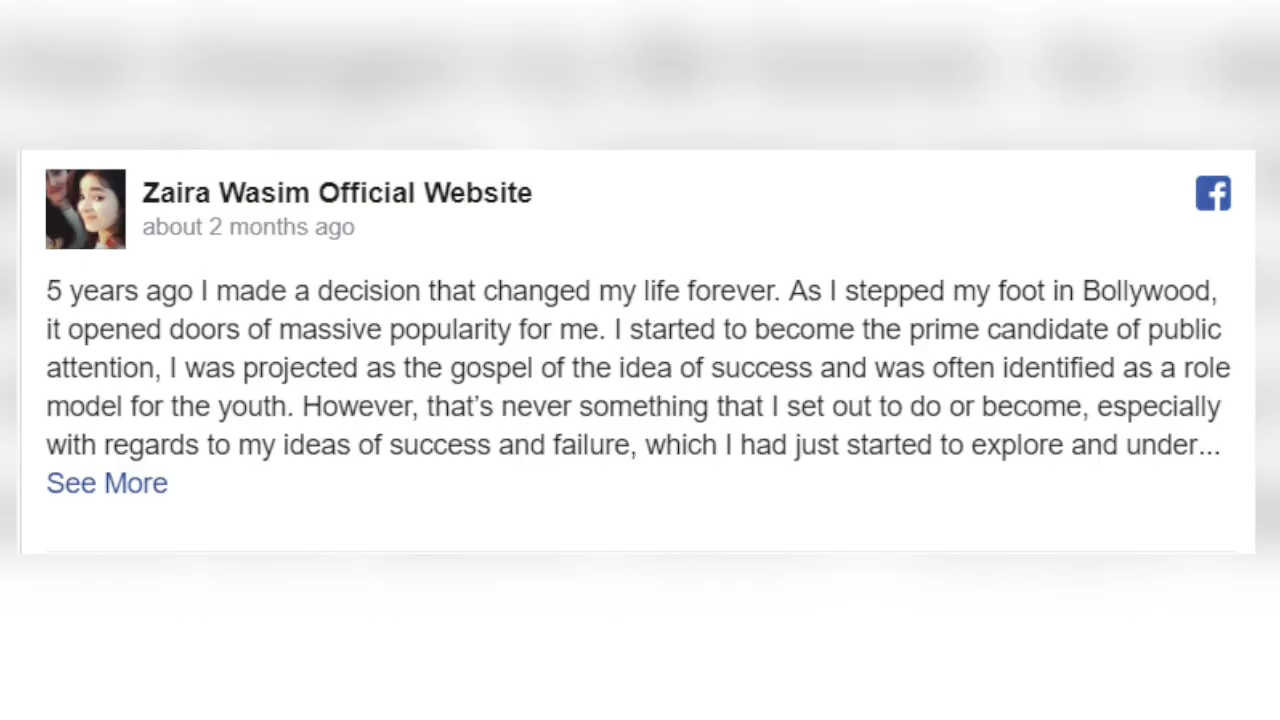 Zaira Wasim Official Website
about 2 months ago
5 years ago I made a decision that changed my life forever. As I stepped my foot in Bollywood,
it opened doors of massive popularity for me. I started to become the prime candidate of public
attention, I was projected as the gospel of the idea of success and was often identified as a role
model for the youth. However, that’s never something that I set out to do or become, especially
with regards to my ideas of success and failure, which I had just started to explore and under...
See More